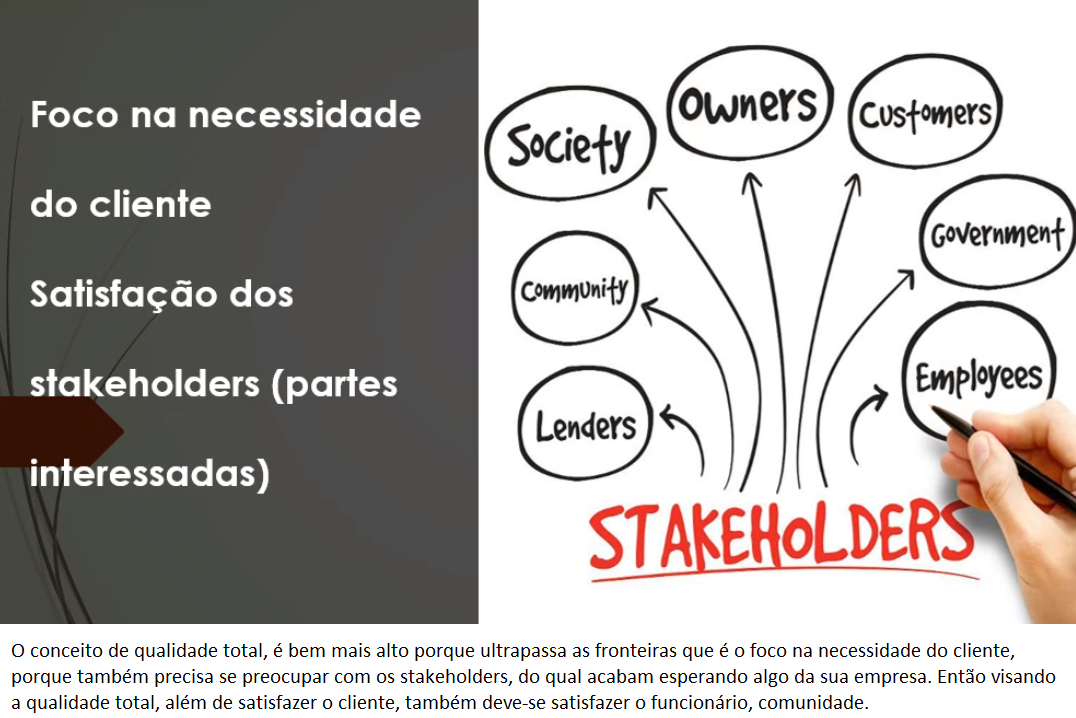 Foco na necessidade
do cliente
Satisfação dos
stakeholders (partes
interessadas)
Society
Owners
Customers
Government
Community
Employees
Lenders
STAKEHOLDERS
O conceito de qualidade total, é bem mais alto porque ultrapassa as fronteiras que é o foco na necessidade do cliente,
porque também precisa se preocupar com os stakeholders, do qual acabam esperando algo da sua empresa. Então visando
a qualidade total, além de satisfazer o cliente, também deve-se satisfazer o funcionário, comunidade.